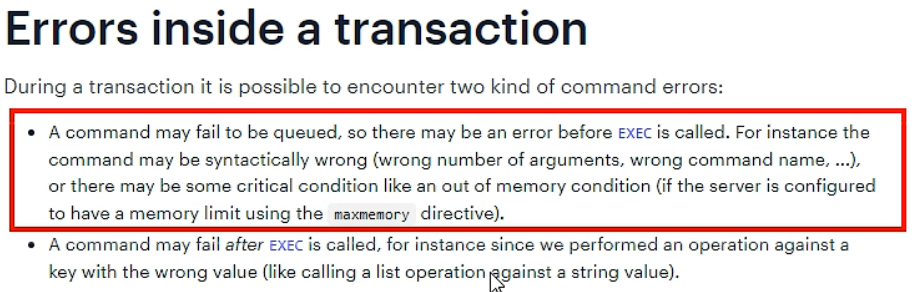 Errors inside a transaction
During a transaction it is possible to encounter two kind of command errors:
• A command may fail to be queued, so there may be an error before EXEC is called. For instance the
command may be syntactically wrong (wrong number of arguments, wrong command name, ...),
or there may be some critical condition like an out of memory condition (if the server is configured
to have a memory limit using the maxmemory directive).
• A command may fail after EXEC is called, for instance since we performed an operation against a
key with the wrong value (like calling a list operation against a string value).